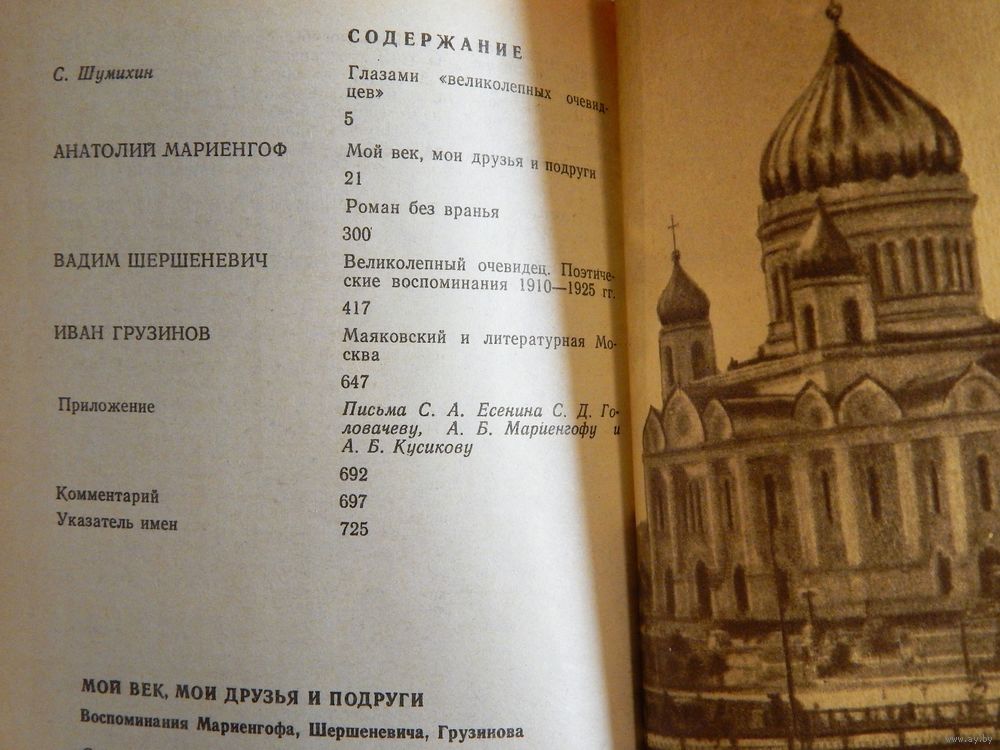 СОДЕРЖАНИЕ
С. Шумихин
Глазами «великолепных очевид-
цев»
5
АНАТОЛИЙ МАРИЕНГОФ
Мой век, мои друзья и подруги
21
Роман без вранья
300
ВАДИМ ШЕРШЕНЕВИЧ
Великолепный очевидец. Поэтиче-
ские воспоминания 1910—1925 гг.
417
ИВАН ГРУЗИНОВ
Маяковский и литературная Мо-
сква
647
Приложение
Письма С. А. Есенина С. Д. Го-
ловачеву, А. Б. Мариенгофу и
А. Б. Кусикову
692
Комментарий
697
Указатель имен
725
МОЙ ВЕК, МОИ ДРУЗЬЯ И ПОДРУГИ
Воспоминания Мариенгофа, Шершеневича, Грузинова
www.ay.by